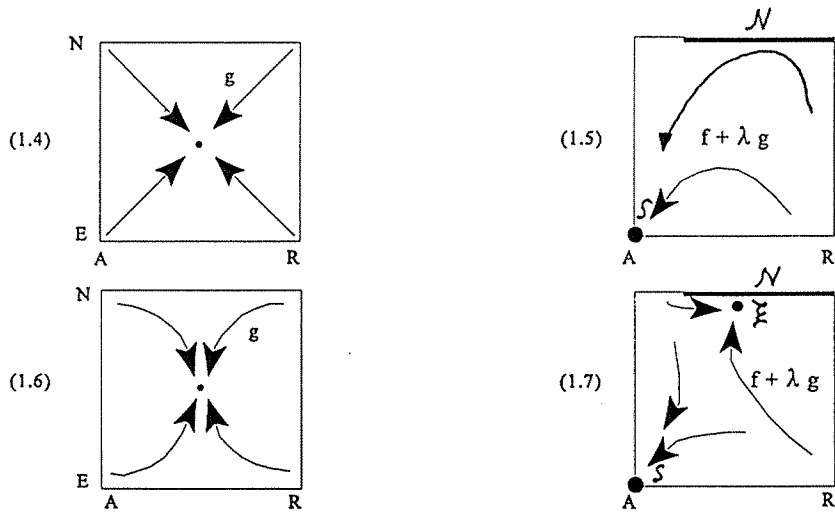 N
g
(1.4)
E
A R
N
(1.5)
f + λ g
S
A R
N
g
(1.6)
E
A R
N
ξ
(1.7)
f + λ g
S
A R